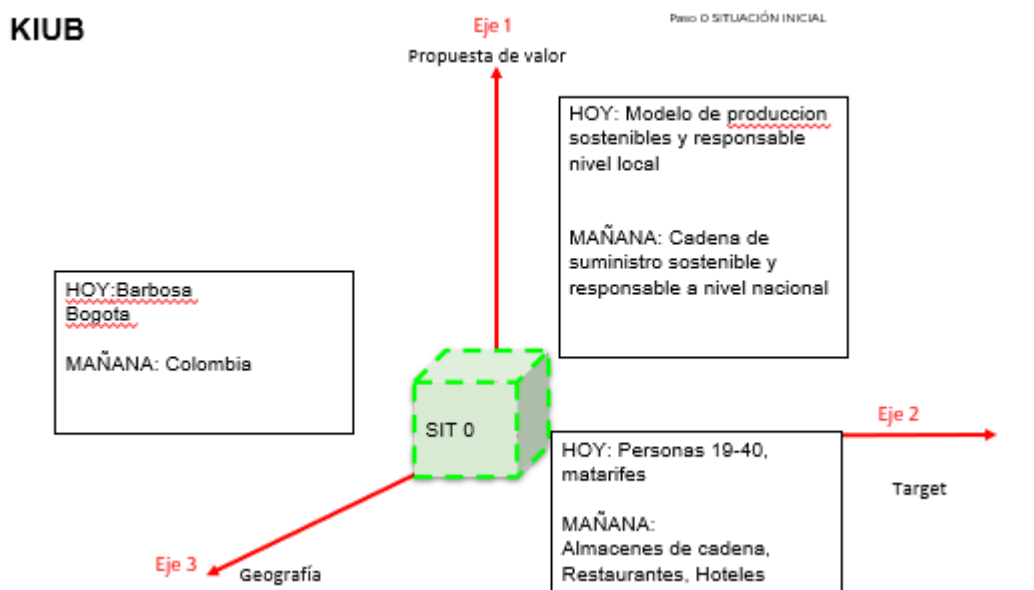 KIUB
Paso 0 SITUACIÓN INICIAL
Eje 1
Propuesta de valor
HOY: Modelo de produccion
sostenibles y responsable
nivel local
MAÑANA: Cadena de
suministro sostenible y
responsable a nivel nacional
HOY:Barbosa
Bogota
MAÑANA: Colombia
SIT 0
Eje 2
Target
HOY: Personas 19-40,
matarifes
MAÑANA:
Almacenes de cadena,
Restaurantes, Hoteles
Eje 3
Geografía